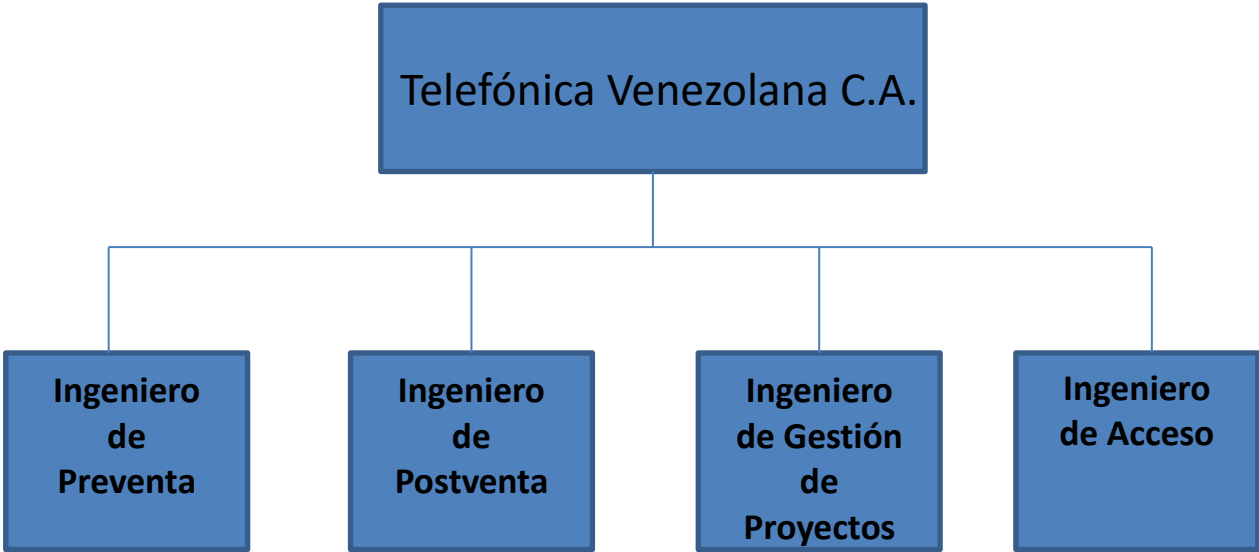 Telefónica Venezolana C.A.
Ingeniero
de
Preventa
Ingeniero
de
Postventa
Ingeniero
de Gestión
de
Proyectos
Ingeniero
de Acceso